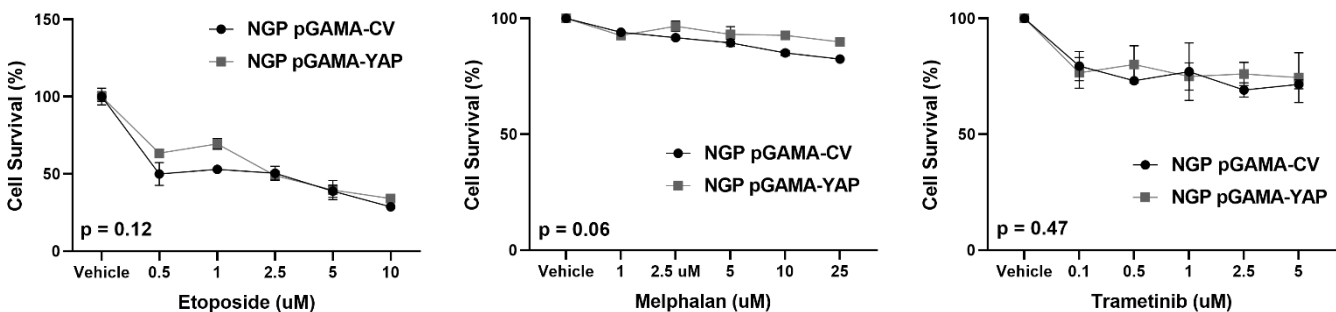 150
100
50
0
Cell Survival (%)
NGP pGAMA-CV
NGP pGAMA-YAP
p = 0.12
Vehicle 0.5 1 2.5 5 10
Etoposide (uM)
100
50
0
Cell Survival (%)
NGP pGAMA-CV
NGP pGAMA-YAP
p = 0.06
Vehicle 1 2.5 uM 5 10 25
Melphalan (uM)
100
50
0
Cell Survival (%)
NGP pGAMA-CV
NGP pGAMA-YAP
p = 0.47
Vehicle 0.1 0.5 1 2.5 5
Trametinib (uM)